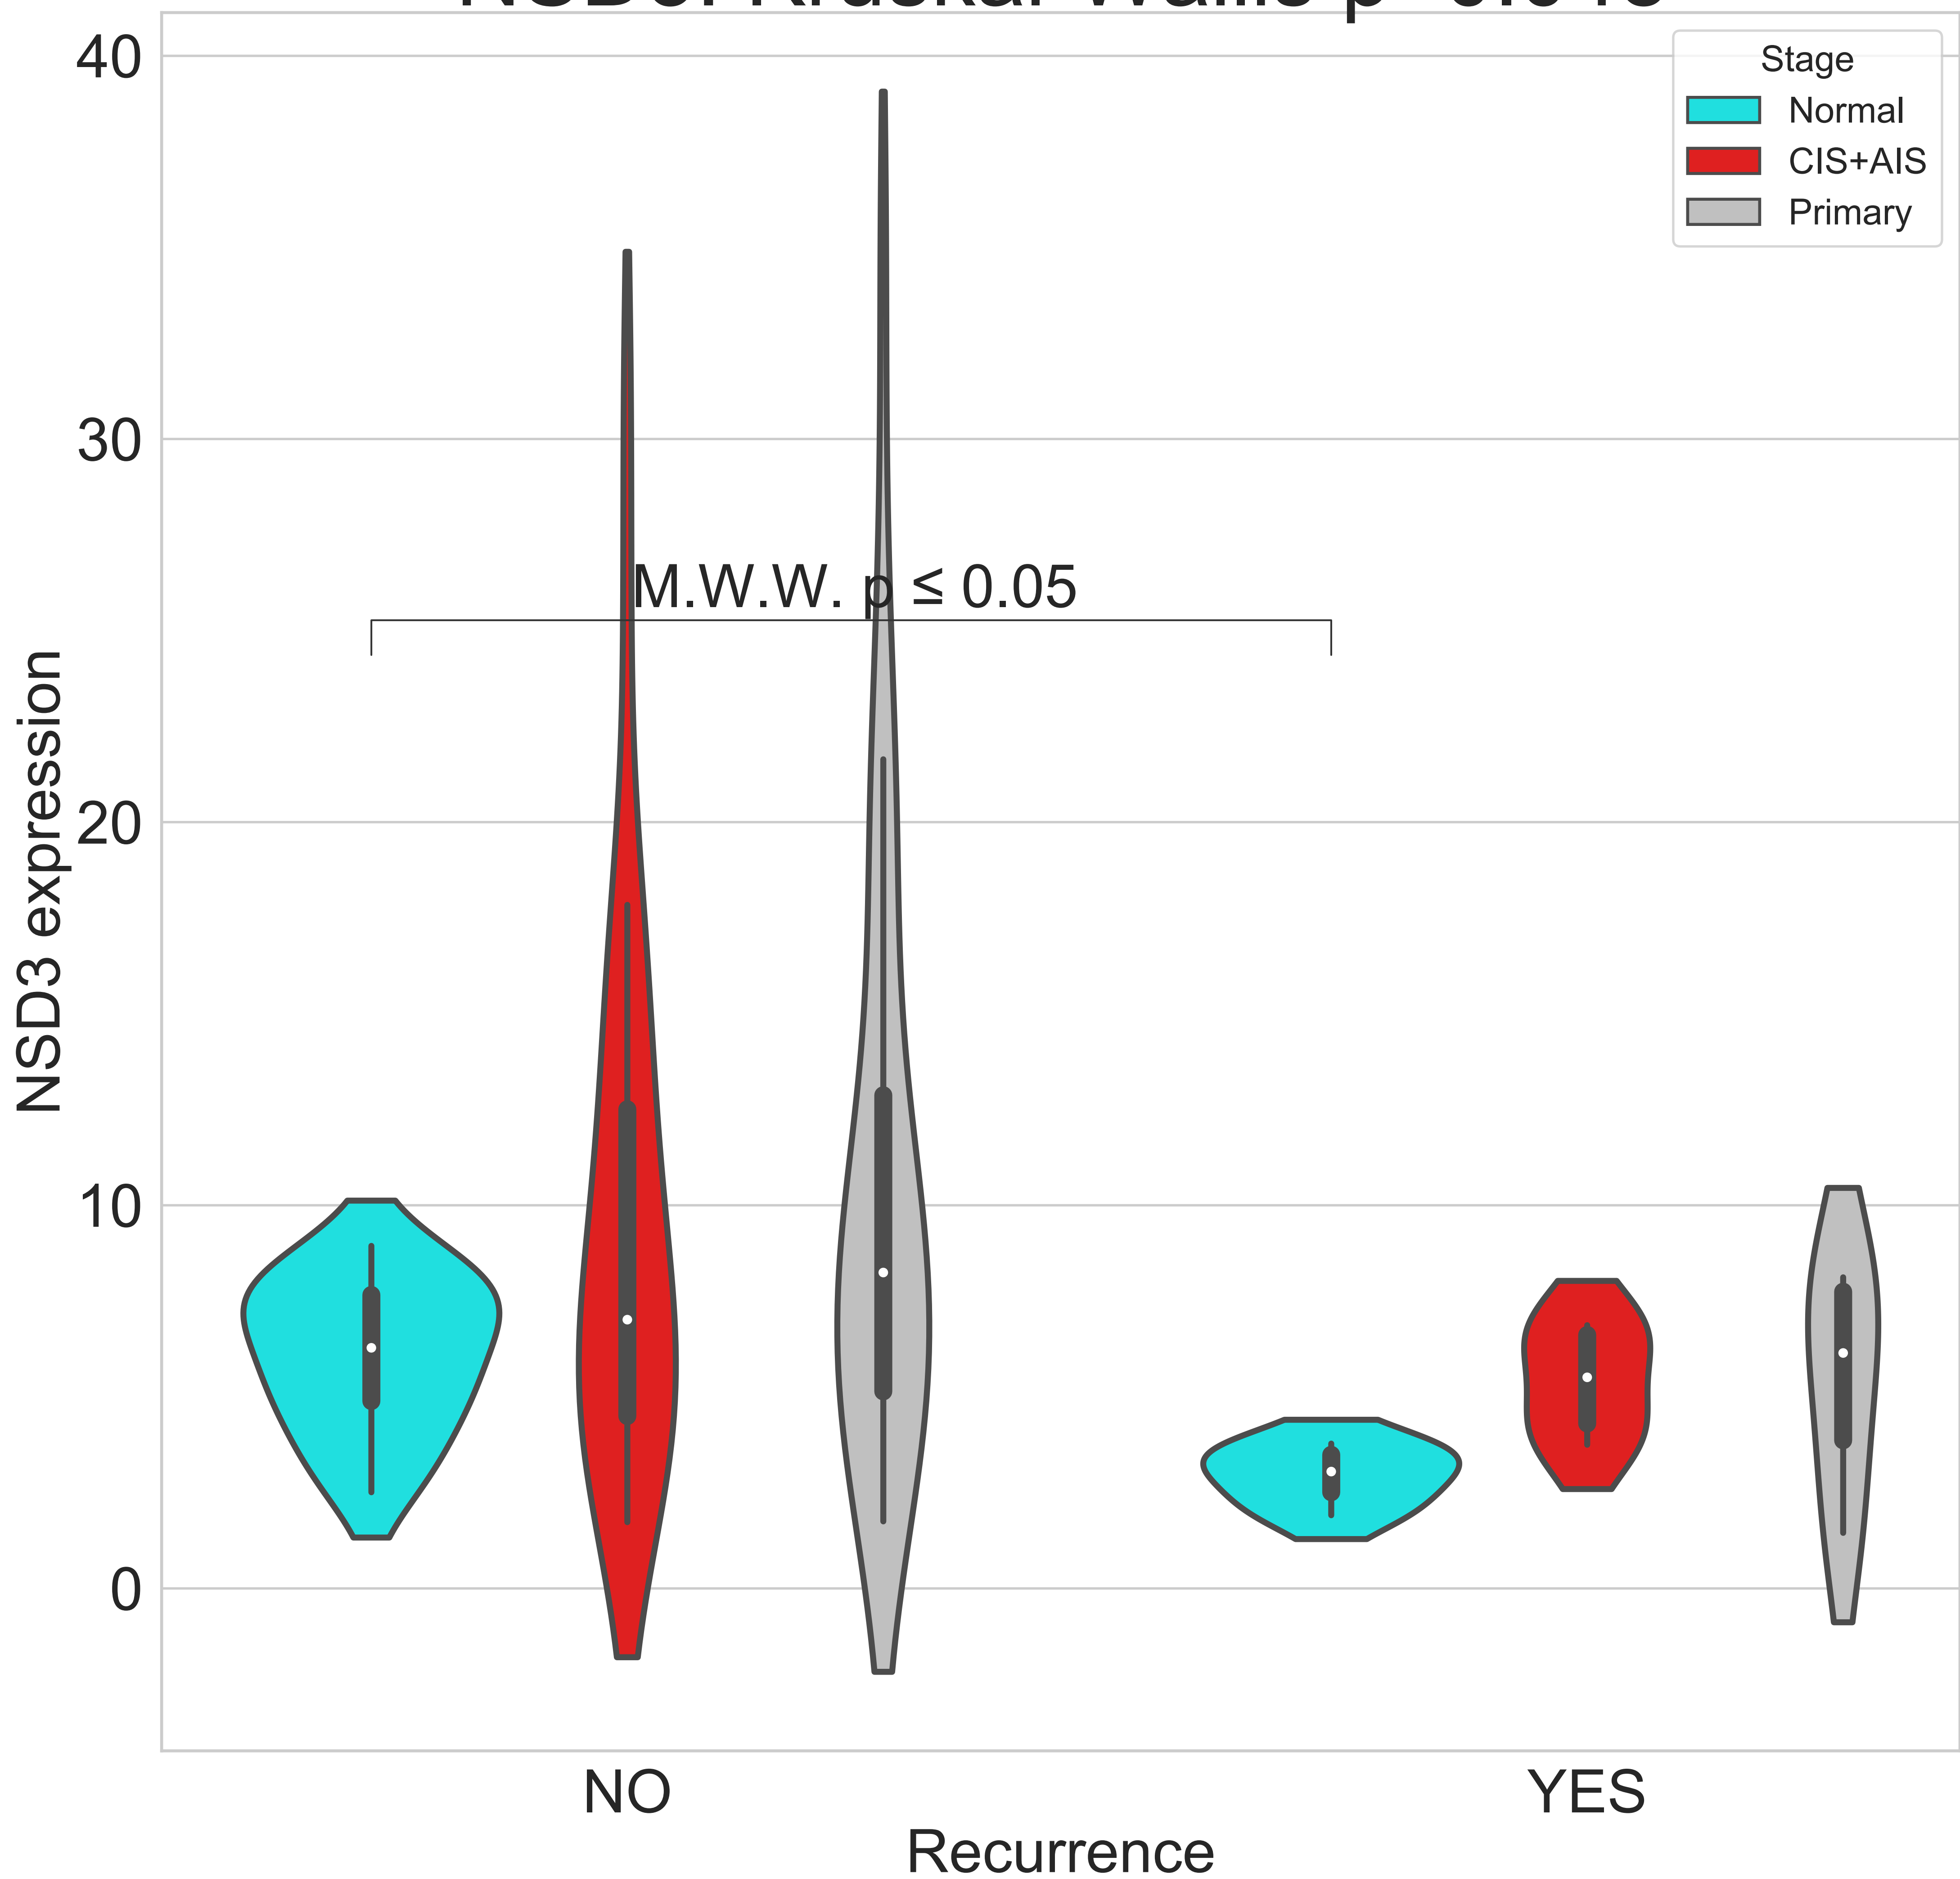 40
30
20
10
0
NSD3 expression
Stage
Normal
CIS+AIS
Primary
M.W.W. p ≤ 0.05
NO
YES
Recurrence